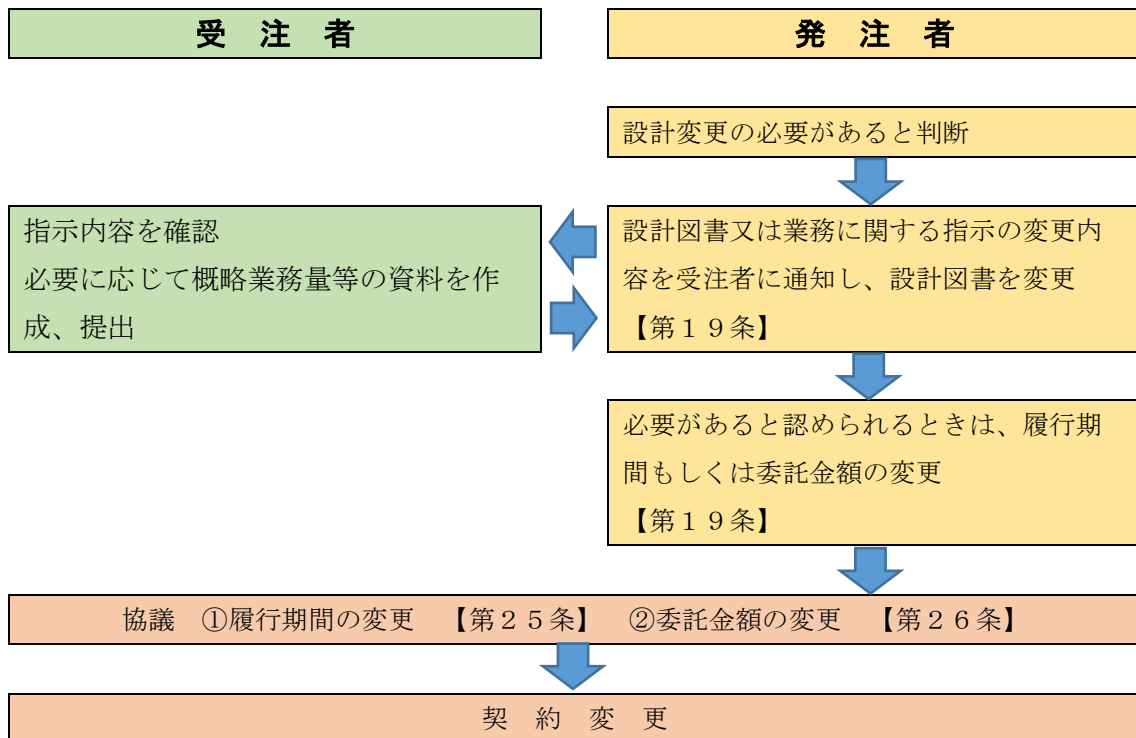 受 注 者
発 注 者
設計変更の必要があると判断
指示内容を確認
必要に応じて概略業務量等の資料を作
成、提出
設計図書又は業務に関する指示の変更内
容を受注者に通知し、設計図書を変更
【第１９条】
必要があると認められるときは、履行期
間もしくは委託金額の変更
【第１９条】
協議 ①履行期間の変更 【第２５条】 ②委託金額の変更 【第２６条】
契 約 変 更